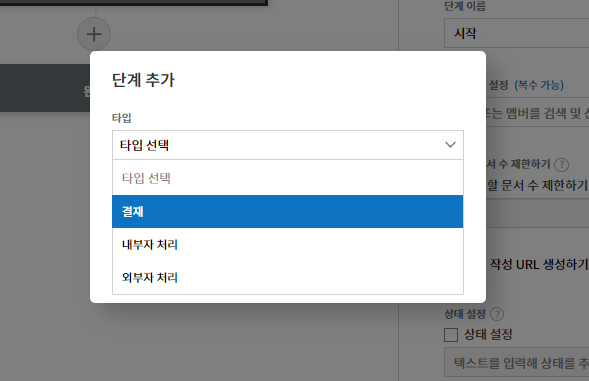 단계 이름
시작
설정 (복수 가능)
또는 멤버를 검색 및 선
단계 추가
타입
타입 선택
타입 선택
결재
내부자 처리
외부자 처리
서 수 제한하기 ?
할 문서 수 제한하기
작성 URL 생성하기
상태 설정 ?
상태 설정
텍스트를 입력해 상태를 추